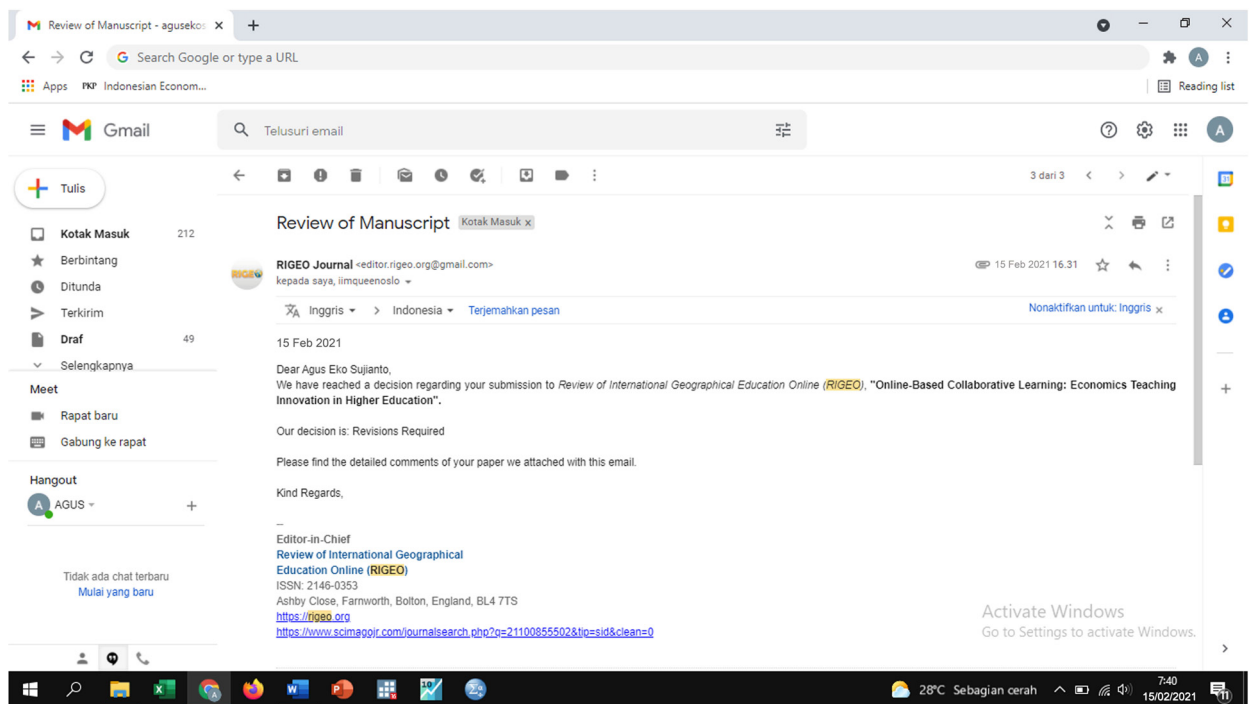 Review of Manuscript - agusekos
Search Google or type a URL
Apps PKP Indonesian Econom... Reading list
Gmail Telusuri email A
Tulis 3 dari 3
Review of Manuscript Kotak Masuk x
Kotak Masuk 212
Berbintang
Ditunda
Terkirim
Draf 49
Selengkapnya
RIGEO
RIGEO Journal <editor.rigeo.org@gmail.com> 15 Feb 2021 16.31
kepada saya, iimqueenoslo
Inggris > Indonesia Terjemahkan pesan Nonaktifkan untuk: Inggris x
15 Feb 2021
Dear Agus Eko Sujianto,
We have reached a decision regarding your submission to Review of International Geographical Education Online (RIGEO), "Online-Based Collaborative Learning: Economics Teaching
Innovation in Higher Education".
Our decision is: Revisions Required
Please find the detailed comments of your paper we attached with this email.
Kind Regards,
--
Editor-in-Chief
Review of International Geographical
Education Online (RIGEO)
ISSN: 2146-0353
Ashby Close, Farnworth, Bolton, England, BL4 7TS
https://rigeo.org
https://www.scimagojr.com/journalsearch.php?q=21100855502&tip=sid&clean=0
Meet
Rapat baru
Gabung ke rapat
Hangout
A AGUS
Tidak ada chat terbaru
Mulai yang baru
Activate Windows
Go to Settings to activate Windows.
28°C Sebagian cerah
7:40
15/02/2021